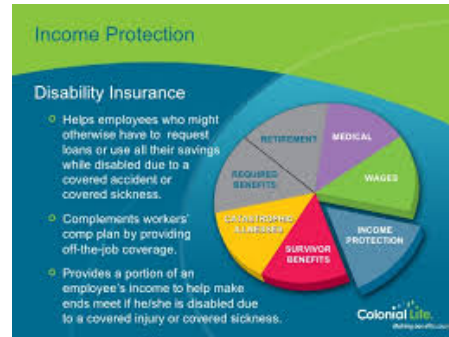 Income Protection
Disability Insurance
Helps employees who might
otherwise have to request
loans or use all their savings
while disabled due to a
covered accident or
covered sickness.
Complements workers'
comp plan by providing
off-the-job coverage.
Provides a portion of an
employee's income to help make
ends meet if he/she is disabled due
to a covered injury or covered sickness.
RETIREMENT
MEDICAL
REQUIRED
BENEFITS
WAGES
CATASTROPHIC
ILLNESSES
SURVIVOR
BENEFITS
INCOME
PROTECTION
Colonial Life.